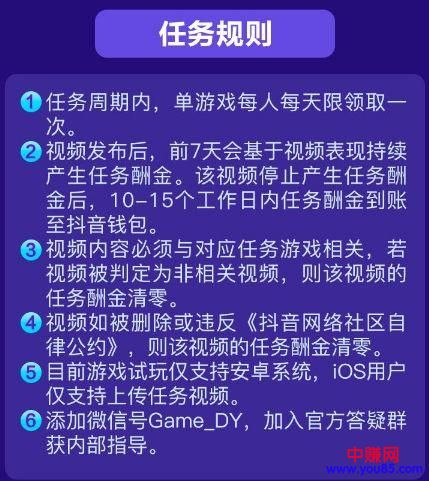 任务规则
1 任务周期内，单游戏每人每天限领取一
次。
2 视频发布后，前7天会基于视频表现持续
产生任务酬金。该视频停止产生任务酬
金后，10-15个工作日内任务酬金到账
至抖音钱包。
3 视频内容必须与对应任务游戏相关，若
视频被判定为非相关视频，则该视频的
任务酬金清零。
4 视频如被删除或违反《抖音网络社区自
律公约》，则该视频的任务酬金清零。
5 目前游戏试玩仅支持安卓系统，iOS用户
仅支持上传任务视频。
6 添加微信号Game_DY，加入官方答疑群
获内部指导。
中赚网
www.you85.com